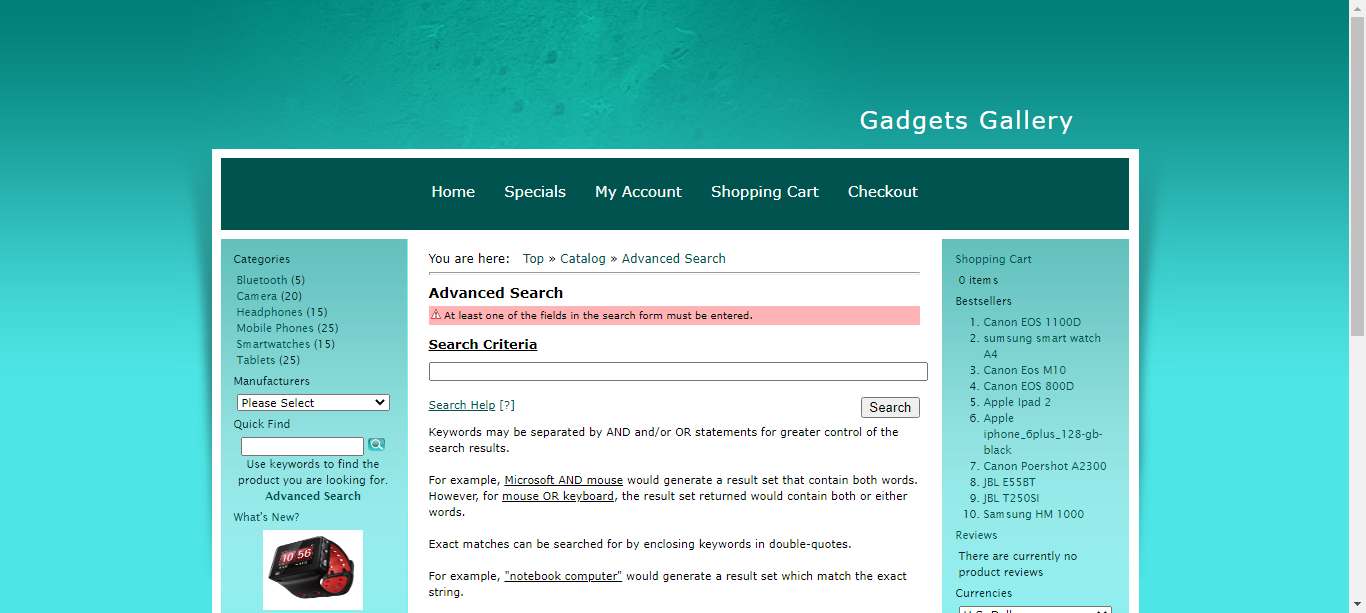 Gadgets Gallery
Home Specials My Account Shopping Cart Checkout
Categories
Bluetooth (5)
Camera (20)
Headphones (15)
Mobile Phones (25)
Smartwatches (15)
Tablets (25)
Manufacturers
Please Select
Quick Find
Use keywords to find the
product you are looking for.
Advanced Search
What's New?
10 56
You are here: Top » Catalog » Advanced Search
Advanced Search
At least one of the fields in the search form must be entered.
Search Criteria
Search Help [?]
Search
Keywords may be separated by AND and/or OR statements for greater control of the
search results.
For example, Microsoft AND mouse would generate a result set that contain both words.
However, for mouse OR keyboard, the result set returned would contain both or either
words.
Exact matches can be searched for by enclosing keywords in double-quotes.
For example, "notebook computer" would generate a result set which match the exact
string.
Shopping Cart
0 items
Bestsellers
1. Canon EOS 1100D
2. sumsung smart watch
A4
3. Canon Eos M10
4. Canon EOS 800D
5. Apple Ipad 2
6. Apple
iphone_6plus_128-gb-
black
7. Canon Poershot A2300
8. JBL E55BT
9. JBL T250SI
10. Samsung HM 1000
Reviews
There are currently no
product reviews
Currencies